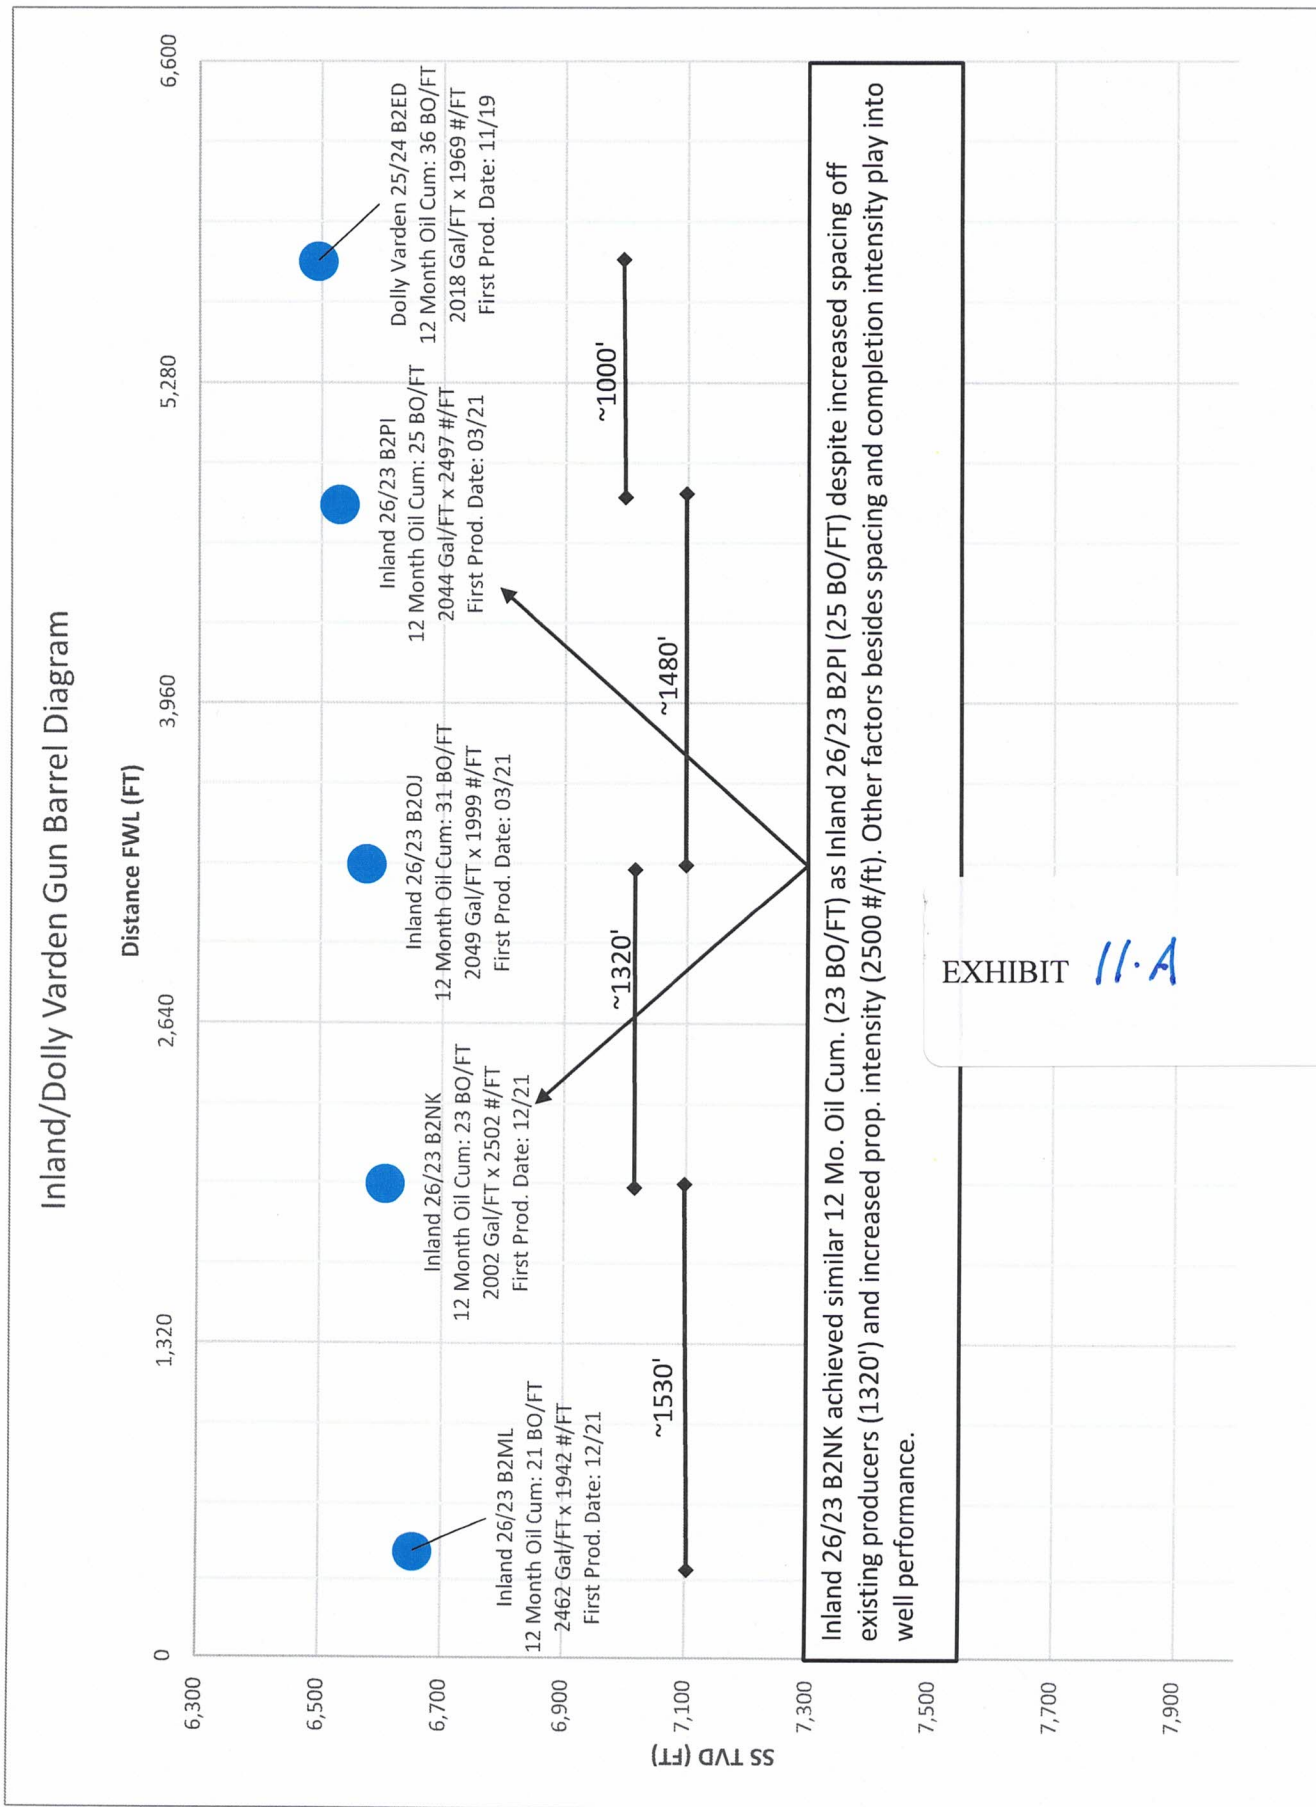 Inland/Dolly Varden Gun Barrel Diagram
Distance FWL (FT)
0
1,320
2,640
3,960
5,280
6,600
6,300
6,500
6,700
6,900
7,100
7,300
7,500
7,700
7,900
SS TVD (FT)
Inland 26/23 B2ML
12 Month Oil Cum: 21 BO/FT
2462 Gal/FT x 1942 #/FT
First Prod. Date: 12/21
Inland 26/23 B2NK
12 Month Oil Cum: 23 BO/FT
2002 Gal/FT x 2502 #/FT
First Prod. Date: 12/21
Inland 26/23 B2OJ
12 Month Oil Cum: 31 BO/FT
2049 Gal/FT x 1999 #/FT
First Prod. Date: 03/21
Inland 26/23 B2PI
12 Month Oil Cum: 25 BO/FT
2044 Gal/FT x 2497 #/FT
First Prod. Date: 03/21
Dolly Varden 25/24 B2ED
12 Month Oil Cum: 36 BO/FT
2018 Gal/FT x 1969 #/FT
First Prod. Date: 11/19
~1530'
~1320'
~1480'
~1000'
Inland 26/23 B2NK achieved similar 12 Mo. Oil Cum. (23 BO/FT) as Inland 26/23 B2PI (25 BO/FT) despite increased spacing off
existing producers (1320') and increased prop. intensity (2500 #/ft). Other factors besides spacing and completion intensity play into
well performance.
EXHIBIT 11.A